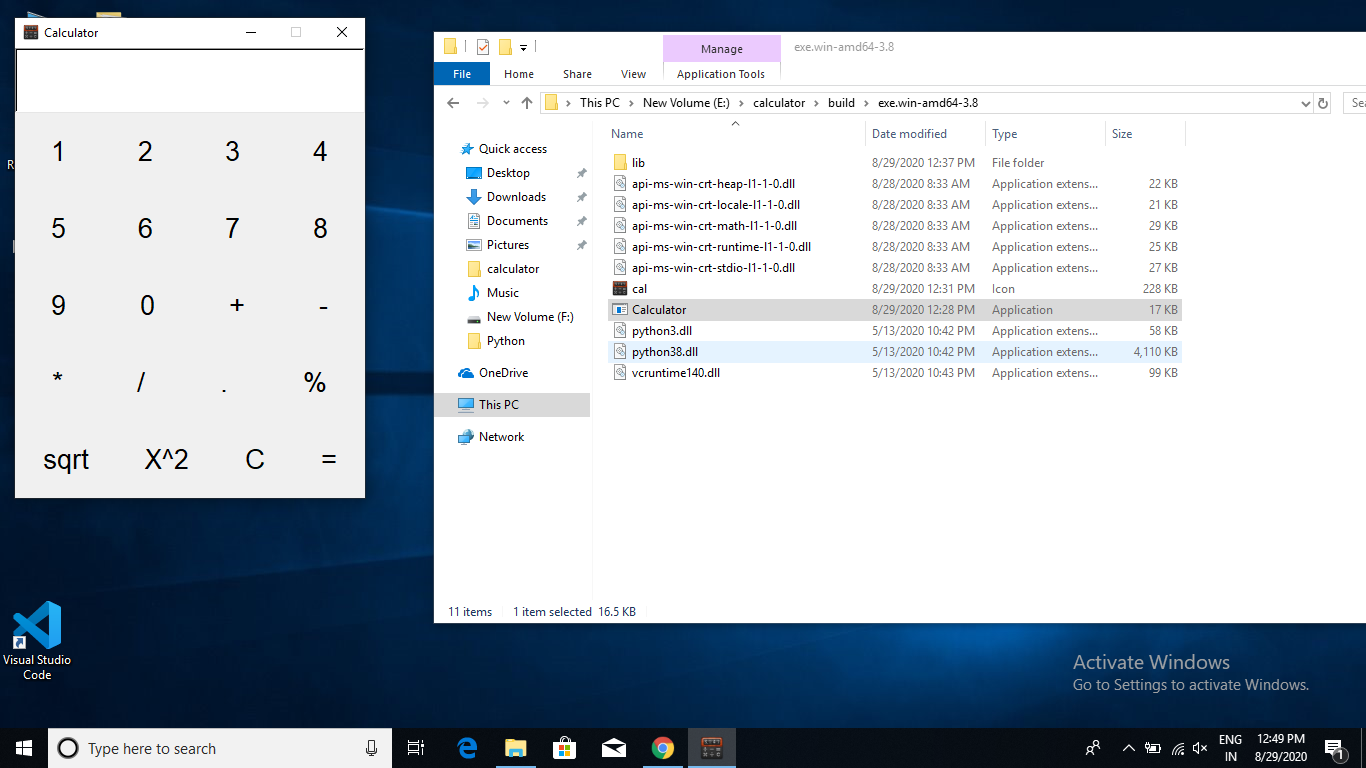 Calculator
1 2 3 4
5 6 7 8
9 0 + -
* / . %
sqrt X^2 C =
R
Manage
exe.win-amd64-3.8
File Home Share View Application Tools
This PC New Volume (E:) calculator build exe.win-amd64-3.8
Sea
Quick access
Desktop
Downloads
Documents
Pictures
calculator
Music
New Volume (F:)
Python
OneDrive
This PC
Network
Name Date modified Type Size
lib 8/29/2020 12:37 PM File folder
api-ms-win-crt-heap-l1-1-0.dll 8/28/2020 8:33 AM Application extens... 22 KB
api-ms-win-crt-locale-l1-1-0.dll 8/28/2020 8:33 AM Application extens... 21 KB
api-ms-win-crt-math-l1-1-0.dll 8/28/2020 8:33 AM Application extens... 29 KB
api-ms-win-crt-runtime-l1-1-0.dll 8/28/2020 8:33 AM Application extens... 25 KB
api-ms-win-crt-stdio-l1-1-0.dll 8/28/2020 8:33 AM Application extens... 27 KB
cal 8/29/2020 12:31 PM Icon 228 KB
Calculator 8/29/2020 12:28 PM Application 17 KB
python3.dll 5/13/2020 10:42 PM Application extens... 58 KB
python38.dll 5/13/2020 10:42 PM Application extens... 4,110 KB
vcruntime140.dll 5/13/2020 10:43 PM Application extens... 99 KB
11 items 1 item selected 16.5 KB
Visual Studio
Code
Activate Windows
Go to Settings to activate Windows.
Type here to search
ENG
IN
12:49 PM
8/29/2020
1